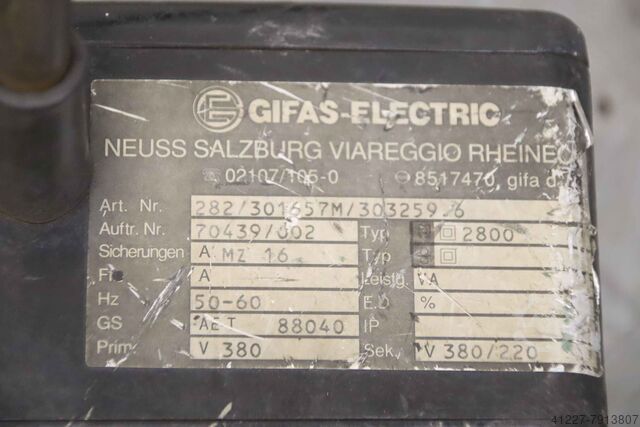 GIFAS-ELECTRIC
NEUSS SALZBURG VIAREGGIO RHEINEC
02107/105-0 8517470, gifa d
Art. Nr. 282/301657M/303259.6
Auftr. Nr. 70439/002 Typ 2800
Sicherungen A MZ 16 Typ
A Leistg. VA
Hz 50-60 E.D %
GS AET 88040 IP
Prim. V 380 Sek. V 380/220
41227-7913807